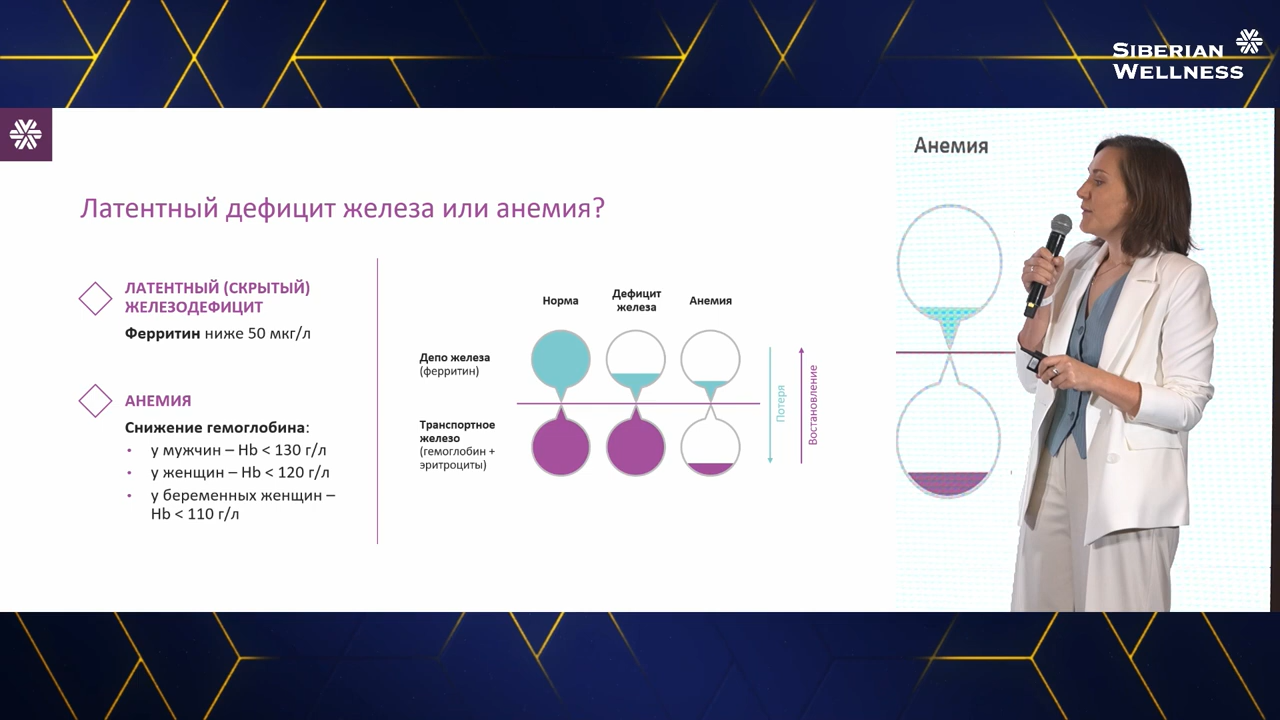 SIBERIAN
WELLNESS
Латентный дефицит железа или анемия?
ЛАТЕНТНЫЙ (СКРЫТЫЙ)
ЖЕЛЕЗОДЕФИЦИТ
Ферритин ниже 50 мкг/л
АНЕМИЯ
Снижение гемоглобина:
• у мужчин – Hb < 130 г/л
• у женщин – Hb < 120 г/л
• у беременных женщин –
Hb < 110 г/л
Норма
Дефицит
железа
Анемия
Депо железа
(ферритин)
Транспортное
железо
(гемоглобин +
эритроциты)
Потеря
Востановление
Анемия